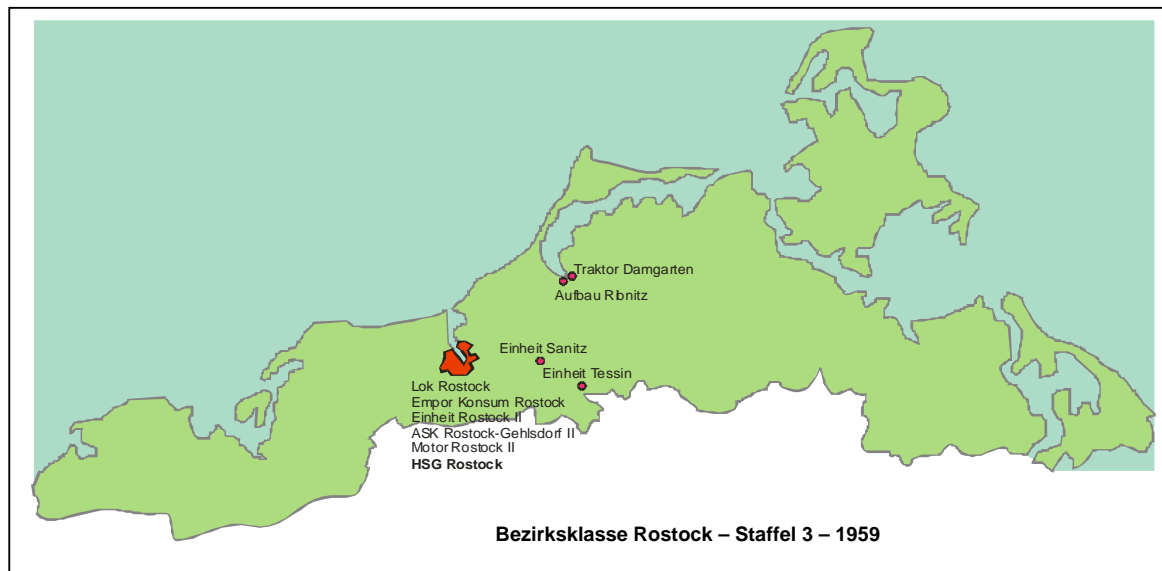 Traktor Damgarten
Aufbau Ribnitz
Einheit Sanitz
Einheit Tessin
Lok Rostock
Empor Konsum Rostock
Einheit Rostock II
ASK Rostock-Gehlsdorf II
Motor Rostock II
HSG Rostock
Bezirksklasse Rostock – Staffel 3 – 1959